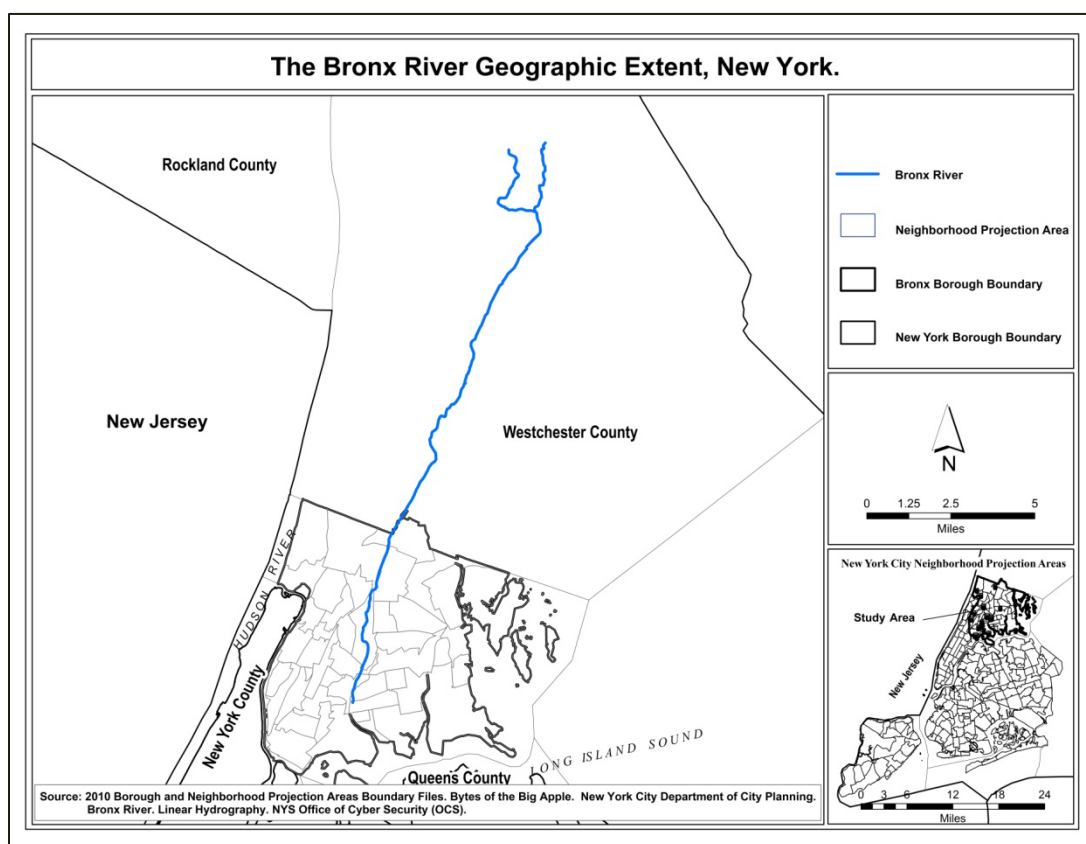 The Bronx River Geographic Extent, New York.
Rockland County
New Jersey
Westchester County
HUDSON RIVER
New York County
Queens County
LONG ISLAND SOUND
Source: 2010 Borough and Neighborhood Projection Areas Boundary Files. Bytes of the Big Apple. New York City Department of City Planning.
Bronx River. Linear Hydrography. NYS Office of Cyber Security (OCS).
Bronx River
Neighborhood Projection Area
Bronx Borough Boundary
New York Borough Boundary
N
0 1.25 2.5 5
Miles
New York City Neighborhood Projection Areas
Study Area
New Jersey
0 3 6 12 18 24
Miles